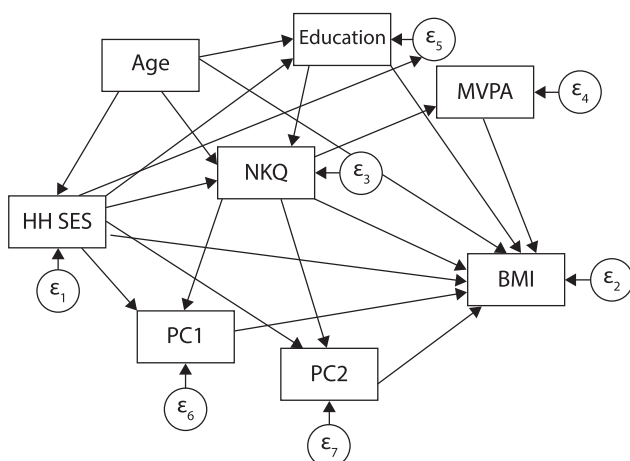 Education
ε5
Age
MVPA
ε4
NKQ
ε3
HH SES
BMI
ε2
ε1
PC1
PC2
ε6
ε7